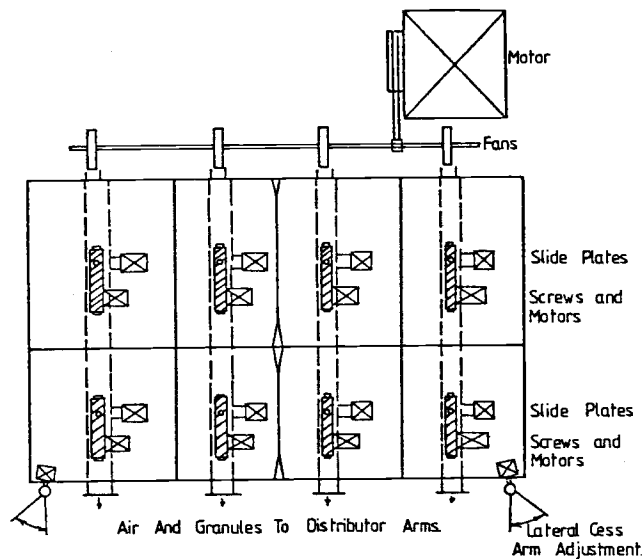 Motor
Fans
Slide Plates
Screws and
Motors
Slide Plates
Screws and
Motors
Air And Granules To Distributor Arms.
Lateral Cess
Arm Adjustment